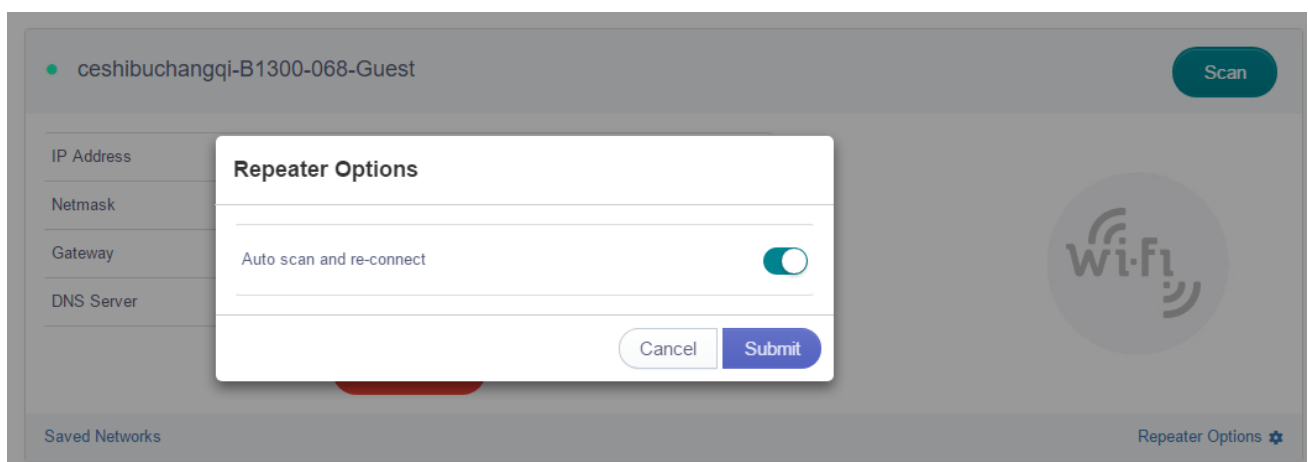 ceshibuchangqi-B1300-068-Guest
Scan
IP Address
Netmask
Gateway
DNS Server
Repeater Options
Auto scan and re-connect
Cancel
Submit
Wi-Fi
Saved Networks
Repeater Options